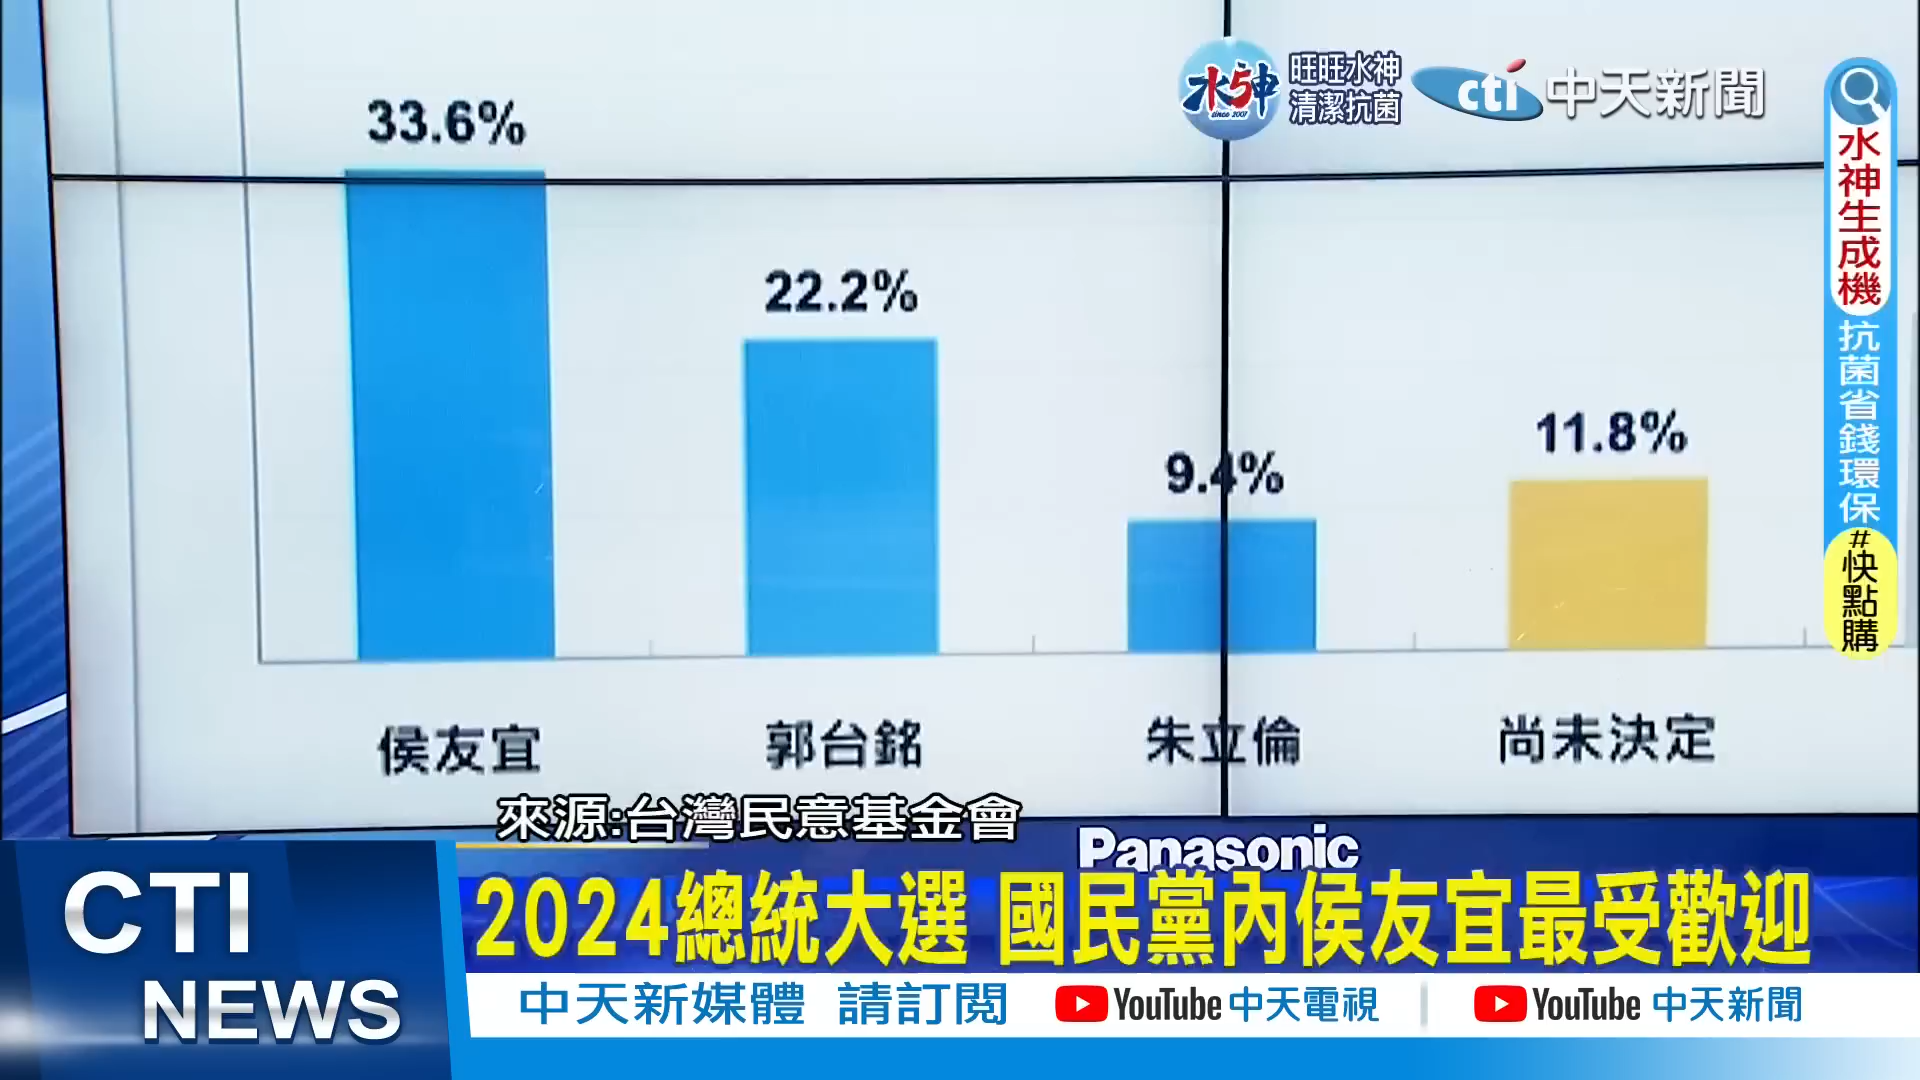 33.6%
22.2%
9.4%
11.8%
侯友宜
郭台銘
朱立倫
尚未決定
水神
since 2007
旺旺水神
清潔抗菌
cti 中天新聞
水神生成機
抗菌省錢環保
#快點購
來源:台灣民意基金會
Panasonic
CTI
NEWS
2024總統大選 國民黨內侯友宜最受歡迎
中天新媒體 請訂閱 YouTube 中天電視 YouTube 中天新聞